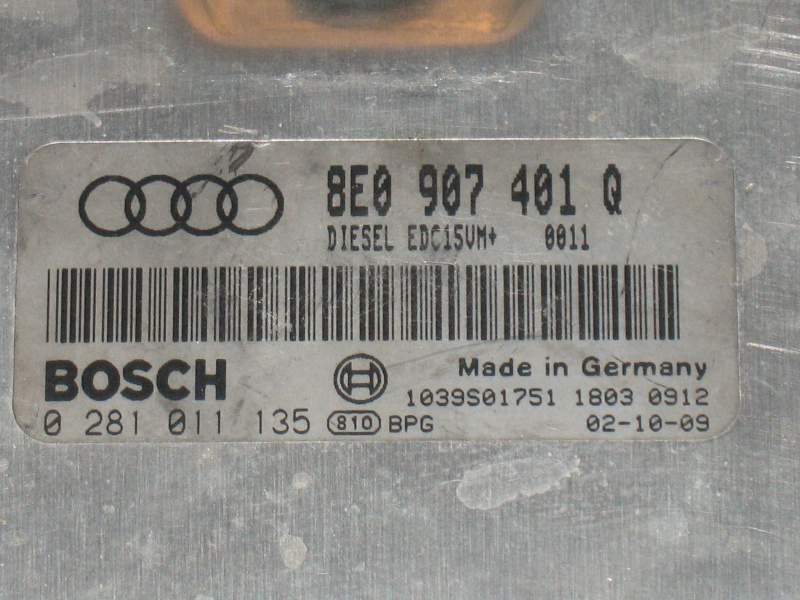 8E0 907 401 Q
DIESEL EDC15VM+ 0011
BOSCH
Made in Germany
1039S01751 1803 0912
0 281 011 135 810 BPG 02-10-09